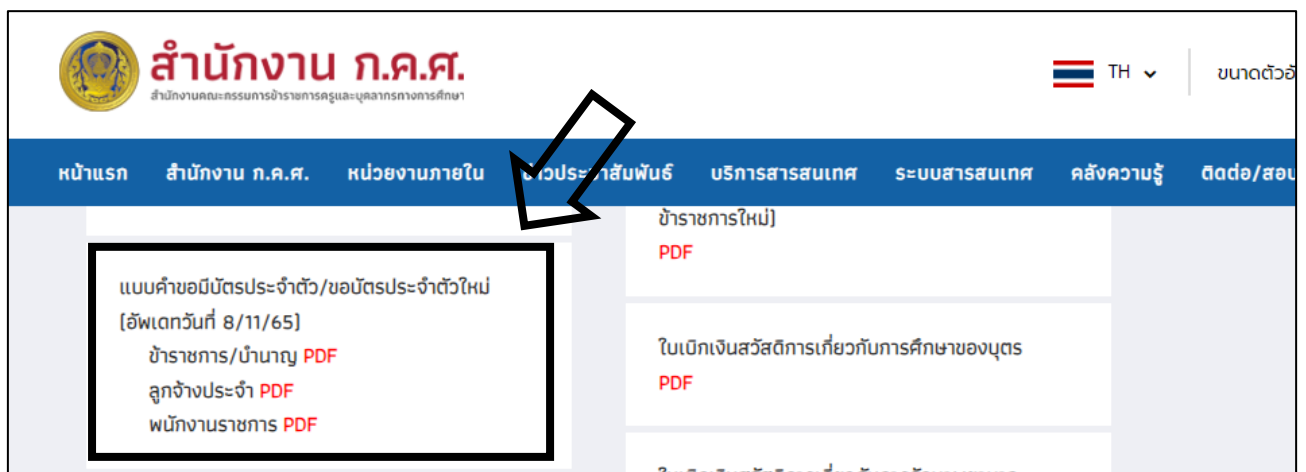 สำนักงาน ก.ค.ศ.
สำนักงานคณะกรรมการข้าราชการครูและบุคลากรทางการศึกษา
TH
ขนาดตัวอั
หน้าแรก สำนักงาน ก.ค.ศ. หน่วยงานภายใน สัมพันธ์ บริการสารสนเทศ ระบบสารสนเทศ คลังความรู้ ติดต่อ/สอบ
แบบคำขอมีบัตรประจำตัว/ขอบัตรประจำตัวใหม่
(อัพเดทวันที่ 8/11/65)
ข้าราชการ/บำนาญ PDF
ลูกจ้างประจำ PDF
พนักงานราชการ PDF
ข้าราชการใหม่)
PDF
ใบเบิกเงินสวัสดิการเกี่ยวกับการศึกษาของบุตร
PDF